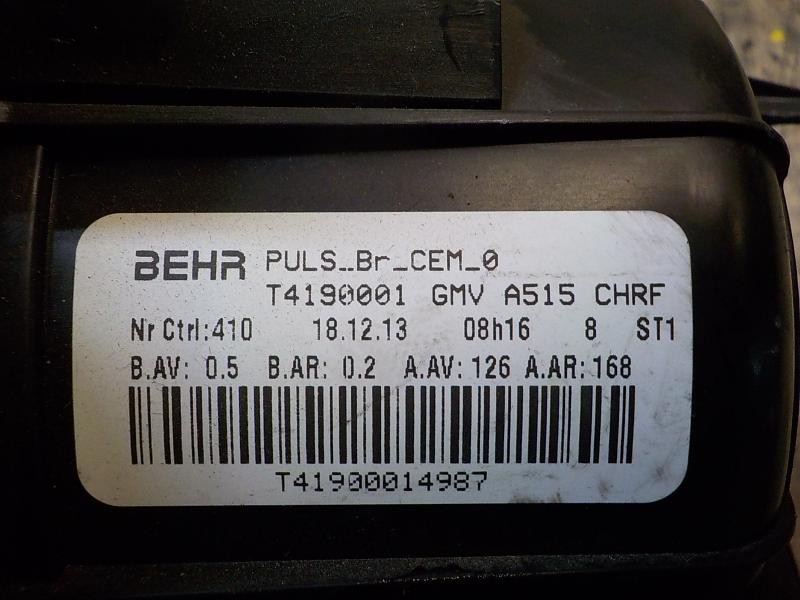 BEHR PULS_Br_CEM_0
T4190001 GMV A515 CHRF
Nr Ctrl:410 18.12.13 08h16 8 ST1
B.AV: 0.5 B.AR: 0.2 A.AV: 126 A.AR: 168
T41900014987